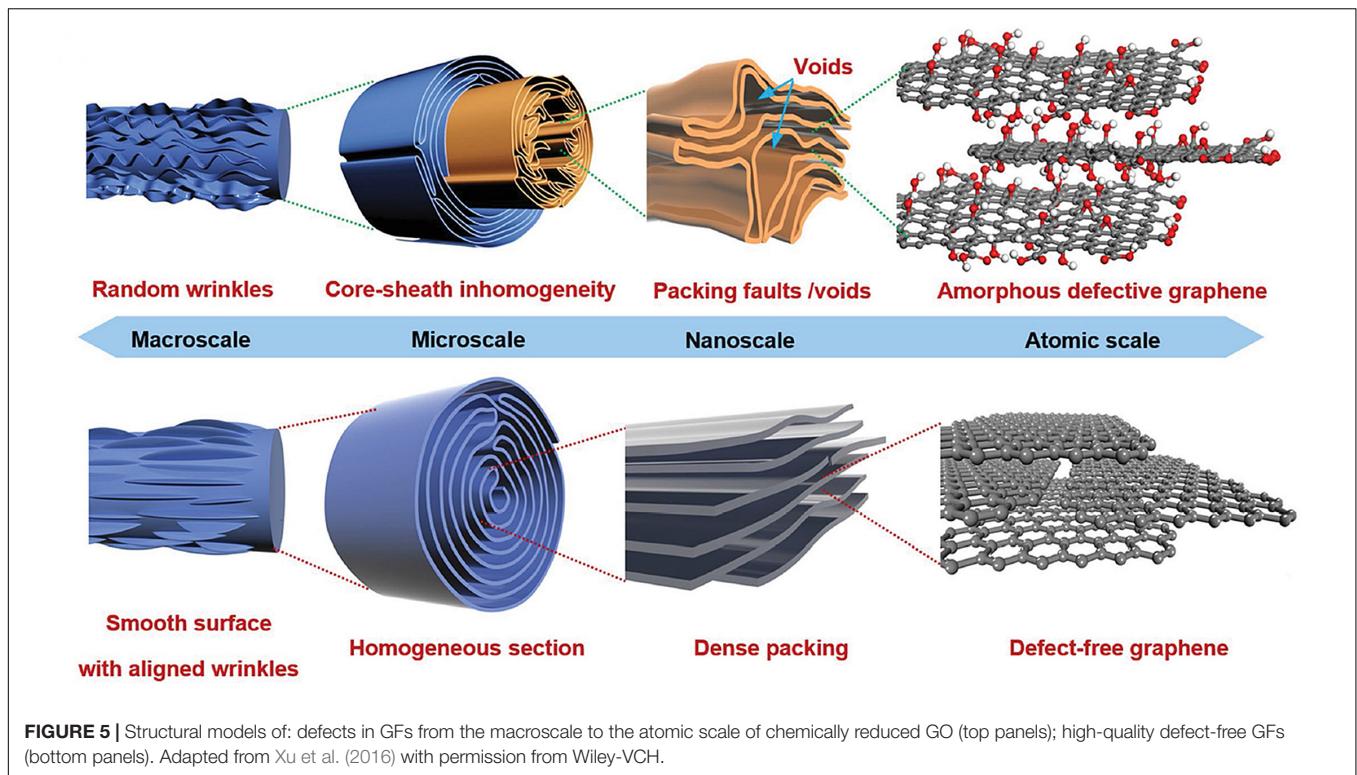 Voids
Random wrinkles
Core-sheath inhomogeneity
Packing faults /voids
Amorphous defective graphene
Macroscale
Microscale
Nanoscale
Atomic scale
Smooth surface
with aligned wrinkles
Homogeneous section
Dense packing
Defect-free graphene
FIGURE 5 | Structural models of: defects in GFs from the macroscale to the atomic scale of chemically reduced GO (top panels); high-quality defect-free GFs
(bottom panels). Adapted from Xu et al. (2016) with permission from Wiley-VCH.